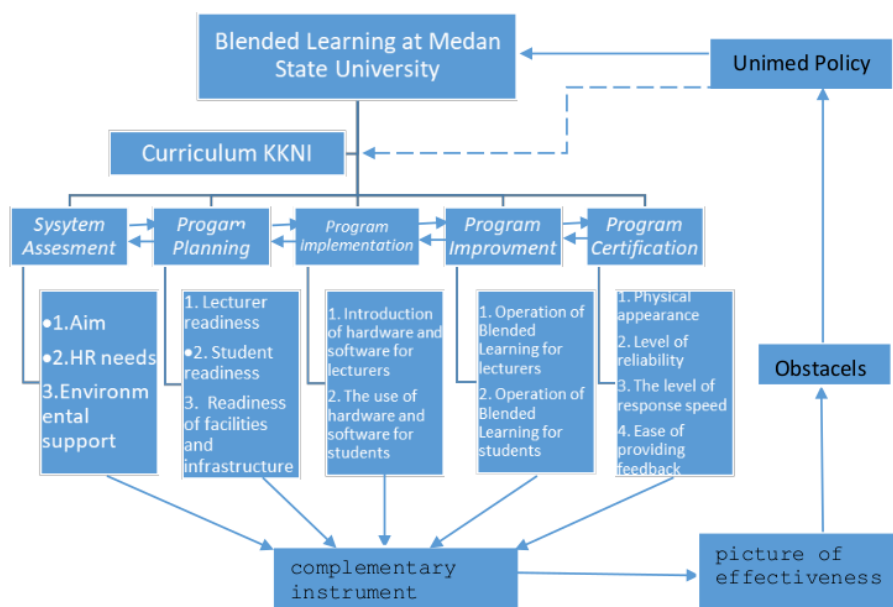 Blended Learning at Medan
State University
Unimed Policy
Curriculum KKNI
Sysytem
Assesment
Progam
Planning
Program
implementation
Program
Improvment
Program
Certification
•1.Aim
•2.HR needs
3.Environm
ental
support
1. Lecturer
readiness
•2. Student
readiness
3. Readiness
of facilities
and
infrastructure
1. Introduction
of hardware and
software for
lecturers
2. The use of
hardware and
software for
students
1. Operation of
Blended
Learning for
lecturers
2. Operation of
Blended
Learning for
students
1. Physical
appearance
2. Level of
reliability
3. The level of
response speed
4. Ease of
providing
feedback
Obstacels
complementary
instrument
picture of
effectiveness